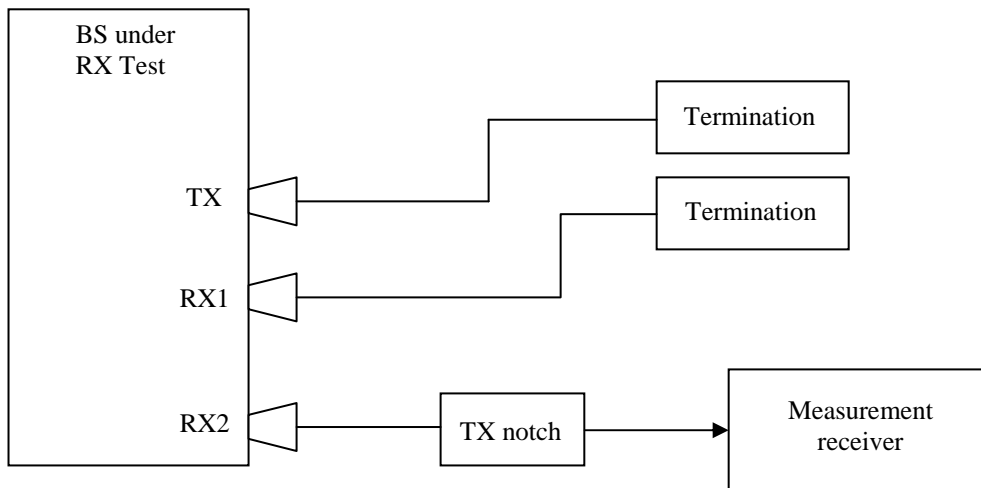 BS under
RX Test
Termination
TX
Termination
RX1
RX2
TX notch
Measurement
receiver